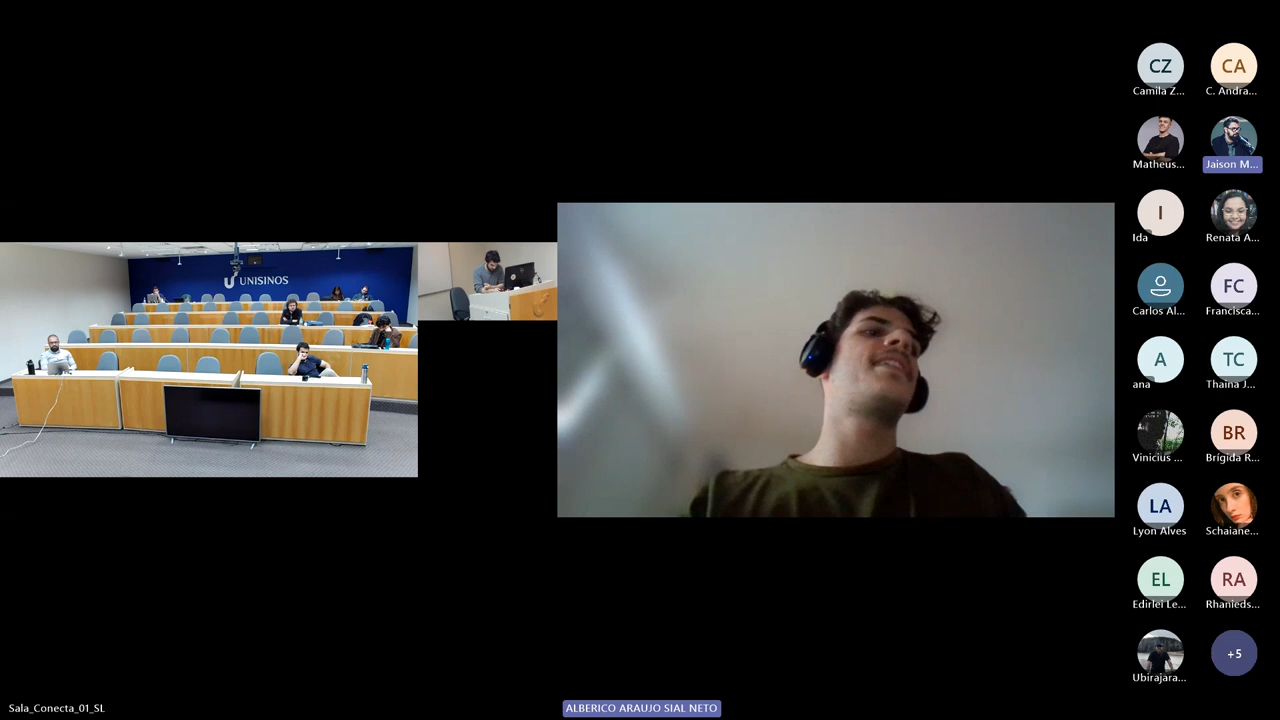 CZ
CA
Camila Z...
C. Andra...
Matheus...
Jaison M...
I
Ida
Renata A...
FC
Carlos Al...
Francisca...
A
TC
ana
Thaina J...
BR
Vinicius ...
Brígida R...
LA
Lyon Alves
Schaiane...
EL
RA
Edirlei Le...
Rhanieds...
+5
Ubirajara...
UNISINOS
Sala_Conecta_01_SL
ALBERICO ARAUJO SIAL NETO